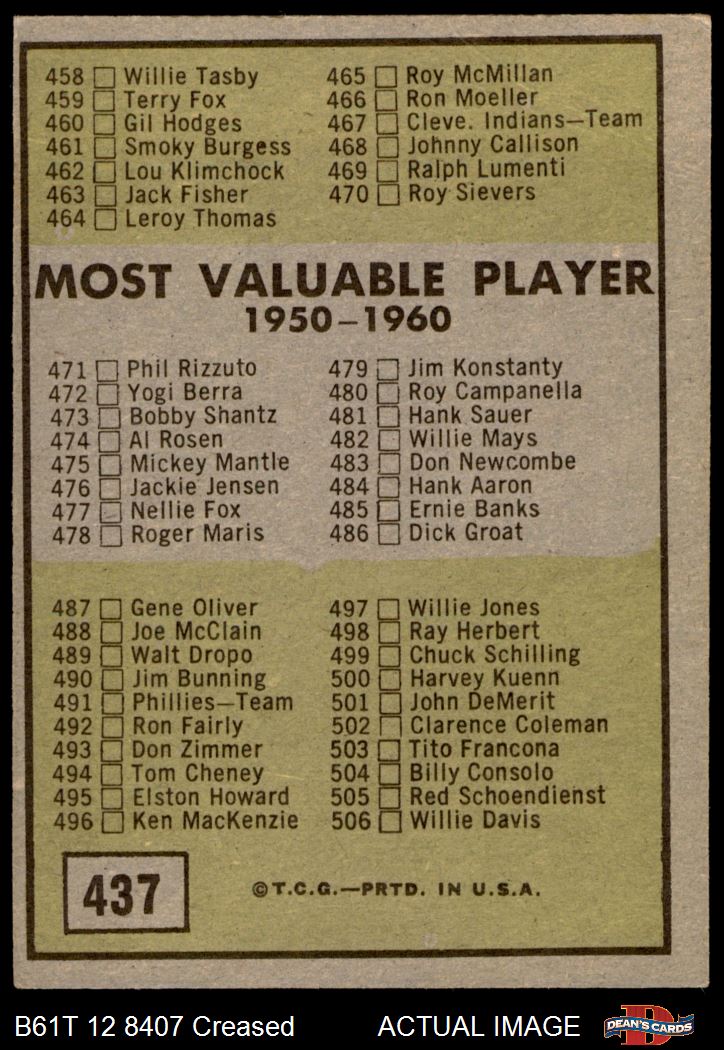 458 Willie Tasby
459 Terry Fox
460 Gil Hodges
461 Smoky Burgess
462 Lou Klimchock
463 Jack Fisher
464 Leroy Thomas
465 Roy McMillan
466 Ron Moeller
467 Cleve. Indians—Team
468 Johnny Callison
469 Ralph Lumenti
470 Roy Sievers
MOST VALUABLE PLAYER
1950–1960
471 Phil Rizzuto
472 Yogi Berra
473 Bobby Shantz
474 Al Rosen
475 Mickey Mantle
476 Jackie Jensen
477 Nellie Fox
478 Roger Maris
479 Jim Konstanty
480 Roy Campanella
481 Hank Sauer
482 Willie Mays
483 Don Newcombe
484 Hank Aaron
485 Ernie Banks
486 Dick Groat
487 Gene Oliver
488 Joe McClain
489 Walt Dropo
490 Jim Bunning
491 Phillies—Team
492 Ron Fairly
493 Don Zimmer
494 Tom Cheney
495 Elston Howard
496 Ken MacKenzie
497 Willie Jones
498 Ray Herbert
499 Chuck Schilling
500 Harvey Kuenn
501 John DeMerit
502 Clarence Coleman
503 Tito Francona
504 Billy Consolo
505 Red Schoendienst
506 Willie Davis
437
©T.C.G.—PRTD. IN U.S.A.
B61T 12 8407 Creased
ACTUAL IMAGE
D
DEAN'S CARDS